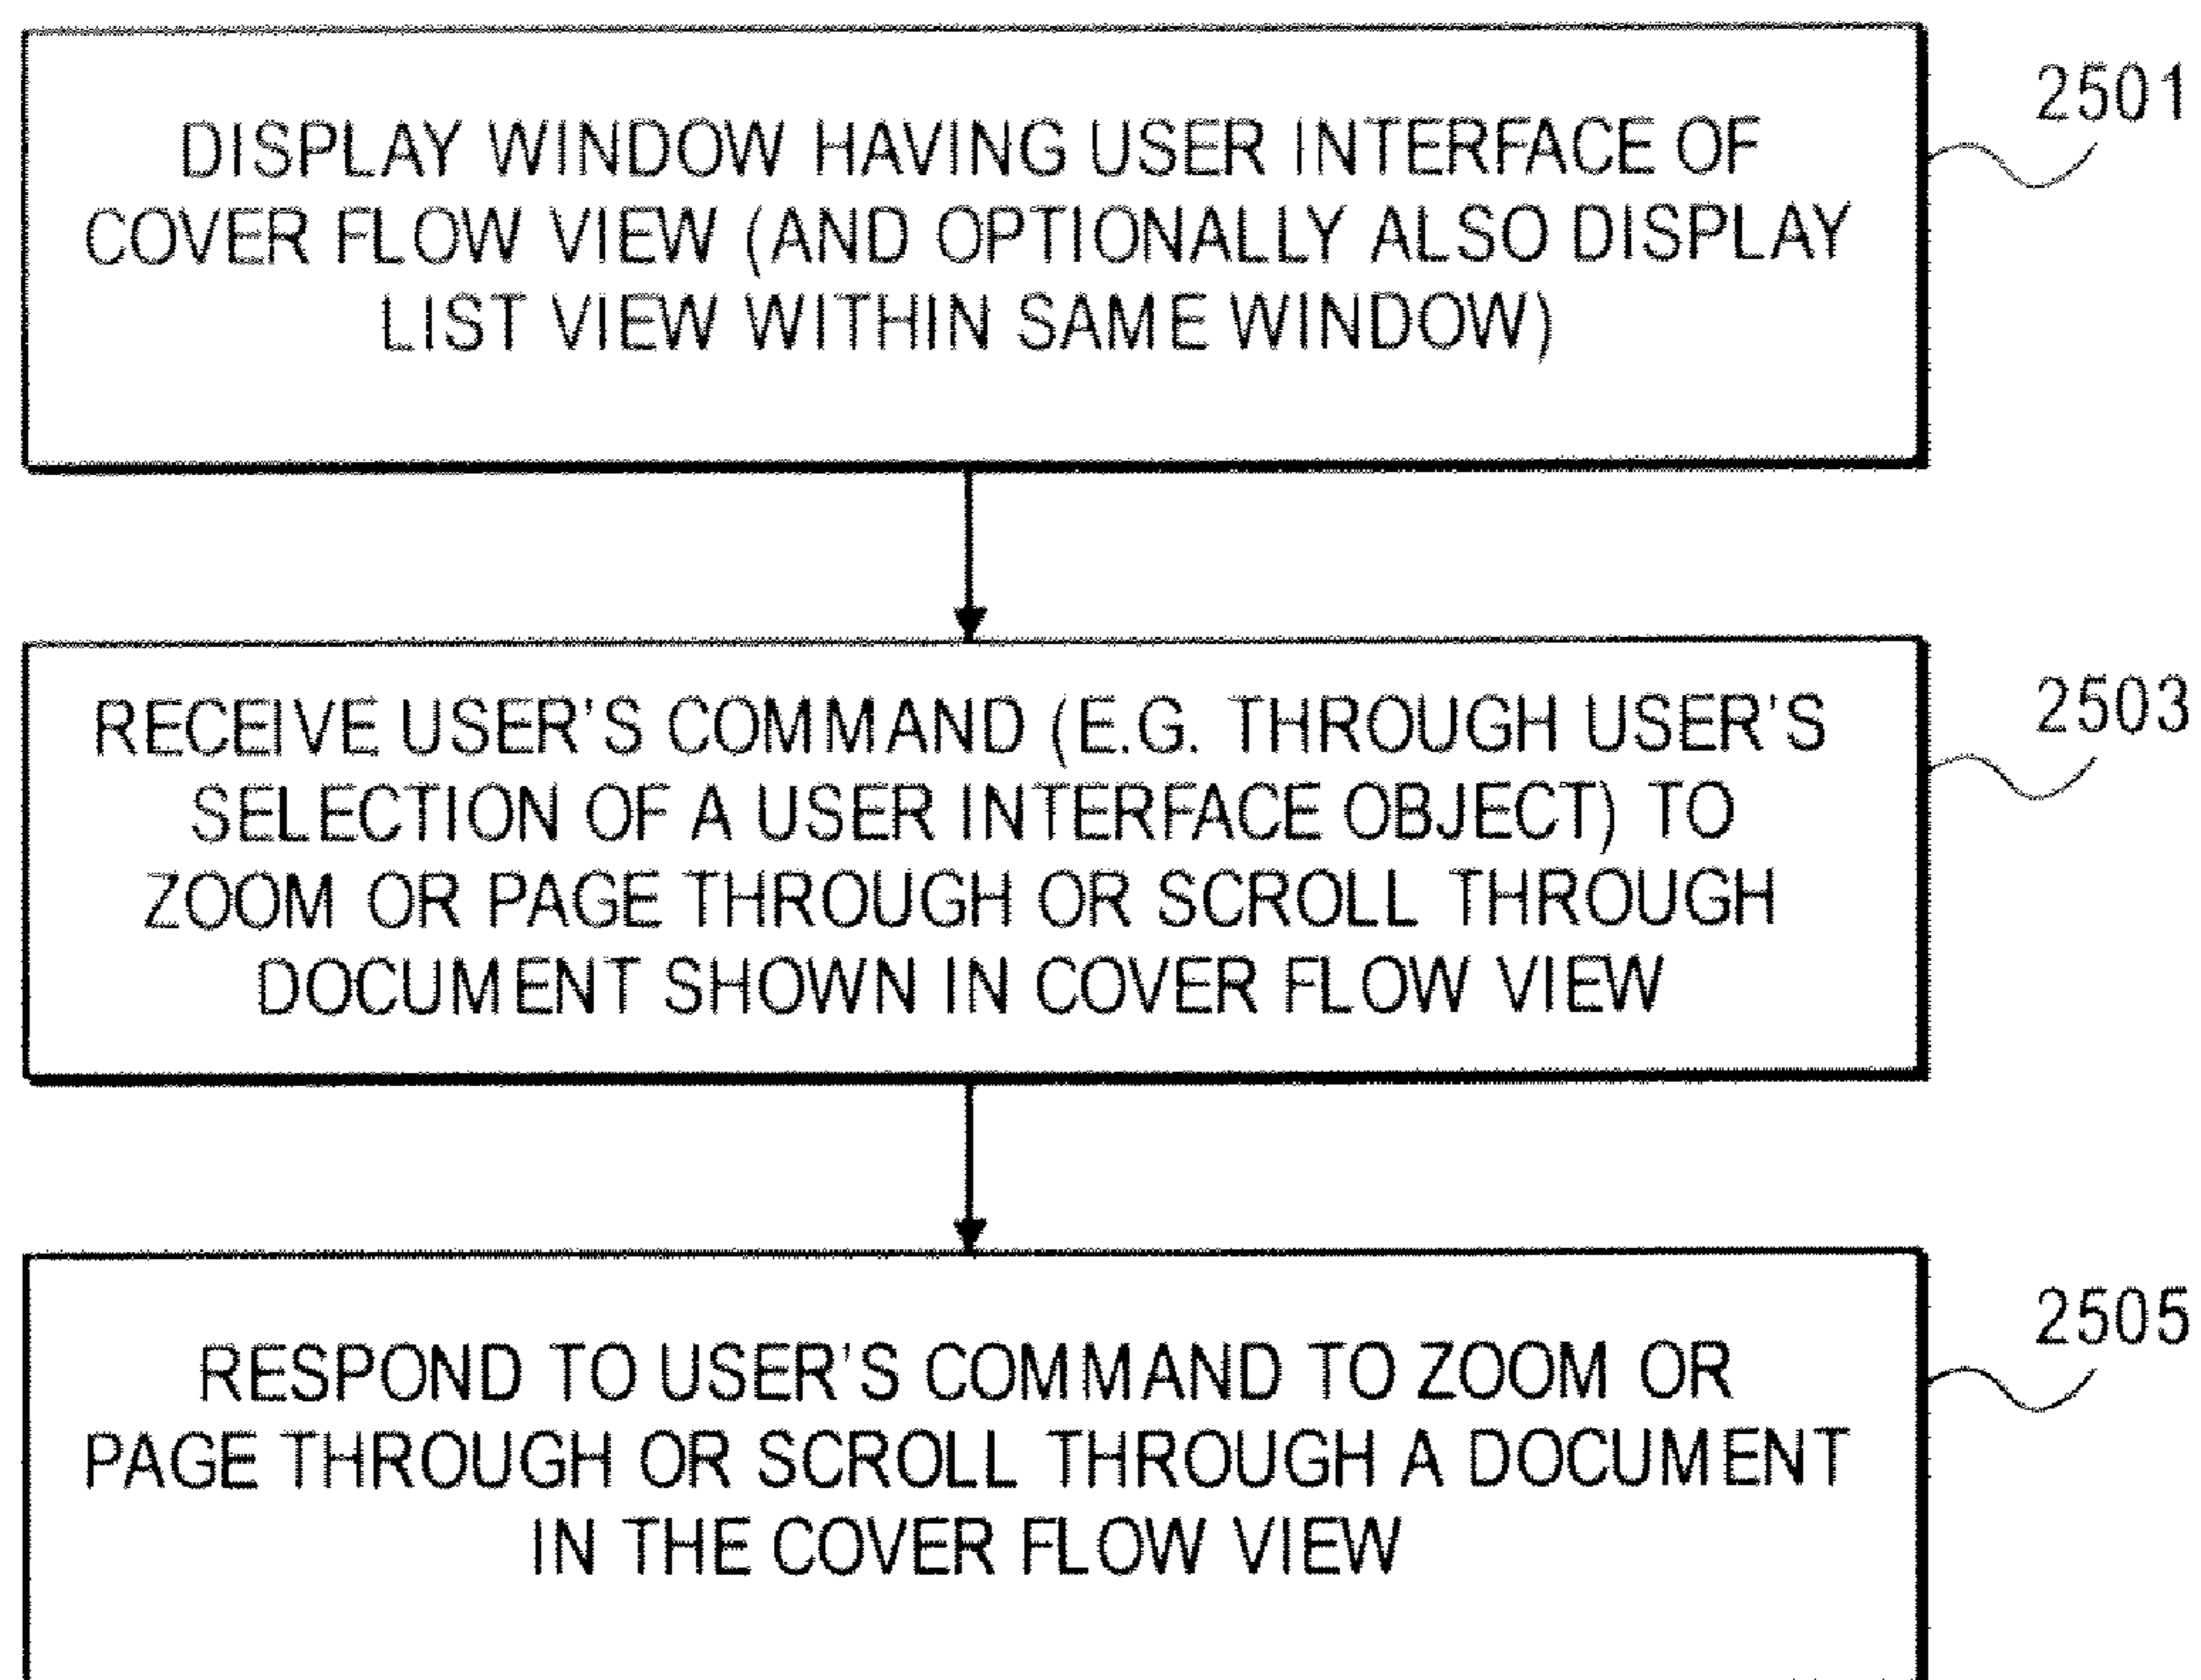 2501
DISPLAY WINDOW HAVING USER INTERFACE OF
COVER FLOW VIEW (AND OPTIONALLY ALSO DISPLAY
LIST VIEW WITHIN SAME WINDOW)
2503
RECEIVE USER'S COMMAND (E.G. THROUGH USER'S
SELECTION OF A USER INTERFACE OBJECT) TO
ZOOM OR PAGE THROUGH OR SCROLL THROUGH
DOCUMENT SHOWN IN COVER FLOW VIEW
2505
RESPOND TO USER'S COMMAND TO ZOOM OR
PAGE THROUGH OR SCROLL THROUGH A DOCUMENT
IN THE COVER FLOW VIEW